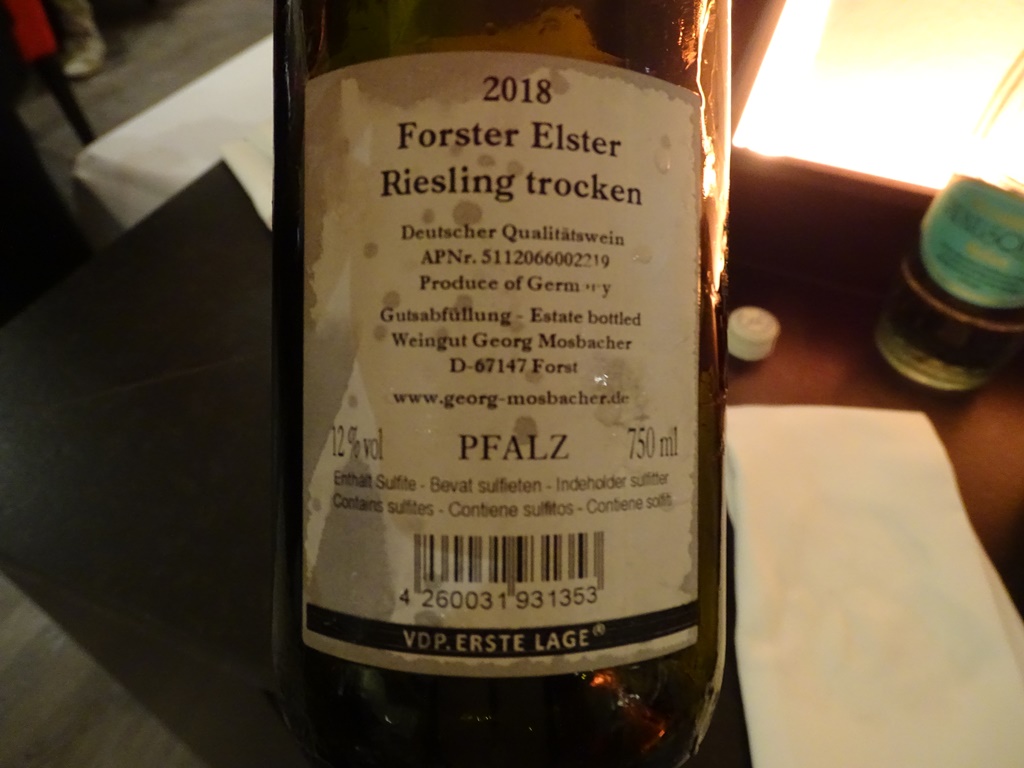 2018
Forster Elster
Riesling trocken
Deutscher Qualitätswein
APNr. 5112066002219
Produce of Germ  y
Gutsabfüllung - Estate bottled
Weingut Georg Mosbacher
D-67147 Forst
www.georg-mosbacher.de
12 % vol PFALZ 750 ml
Enthält Sulfite - Bevat sulfieten - Indeholder sulfitter
Contains sulfites - Contiene sulfitos - Contiene solfiti
4 260031 931353
VDP. ERSTE LAGE®